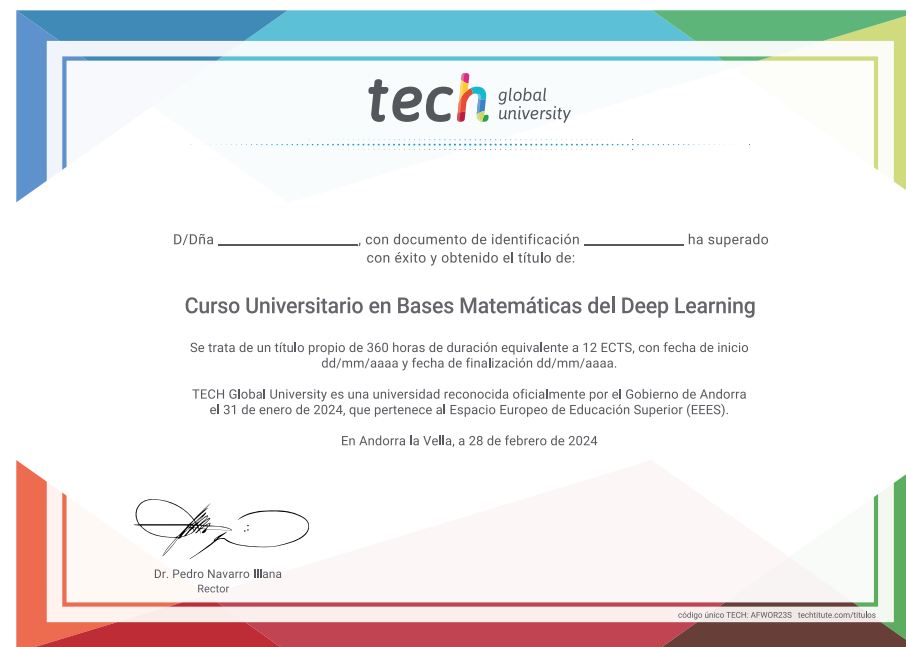 tech global university
D/Dña ____________________, con documento de identificación ______________ ha superado
con éxito y obtenido el título de:
Curso Universitario en Bases Matemáticas del Deep Learning
Se trata de un título propio de 360 horas de duración equivalente a 12 ECTS, con fecha de inicio
dd/mm/aaaa y fecha de finalización dd/mm/aaaa.
TECH Global University es una universidad reconocida oficialmente por el Gobierno de Andorra
el 31 de enero de 2024, que pertenece al Espacio Europeo de Educación Superior (EEES).
En Andorra la Vella, a 28 de febrero de 2024
Dr. Pedro Navarro Illana
Rector
código único TECH: AFWOR23S techtitute.com/titulos